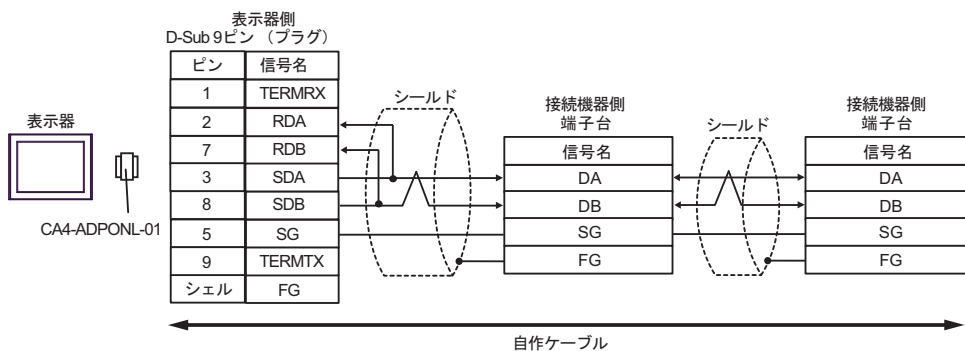 表示器側
D-Sub 9ピン （プラグ）
ピン 信号名
1 TERMRX
2 RDA
7 RDB
3 SDA
8 SDB
5 SG
9 TERMTX
シェル FG
表示器
CA4-ADPONL-01
シールド
接続機器側
端子台
信号名
DA
DB
SG
FG
シールド
接続機器側
端子台
信号名
DA
DB
SG
FG
自作ケーブル